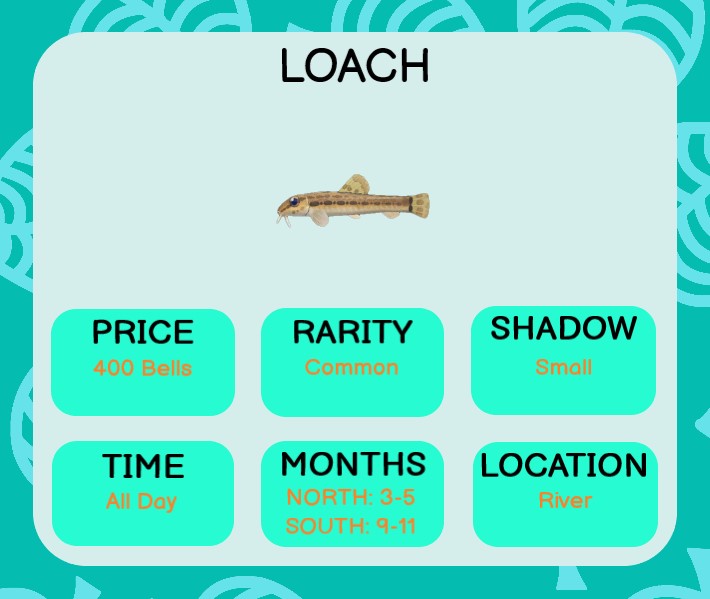 LOACH
PRICE
400 Bells
RARITY
Common
SHADOW
Small
TIME
All Day
MONTHS
NORTH: 3-5
SOUTH: 9-11
LOCATION
River